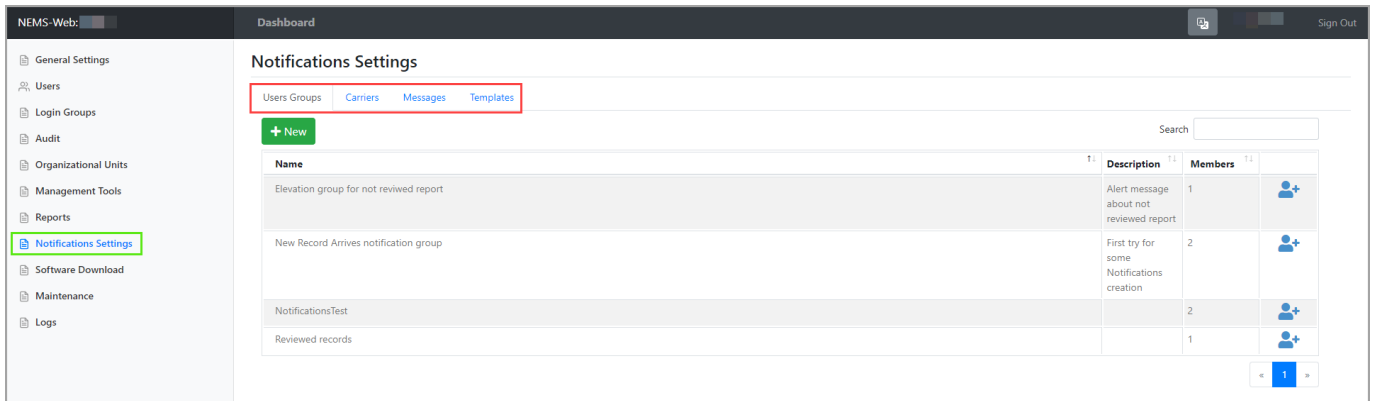 NEMS-Web:
Dashboard
Sign Out
General Settings
Users
Login Groups
Audit
Organizational Units
Management Tools
Reports
Notifications Settings
Software Download
Maintenance
Logs
Notifications Settings
Users Groups Carriers Messages Templates
+ New
Search
Name Description Members
Elevation group for not reviwed report Alert message 1
about not
reviewed report
New Record Arrives notification group First try for 2
some
Notifications
creation
NotificationsTest 2
Reviewed records 1
« 1 »